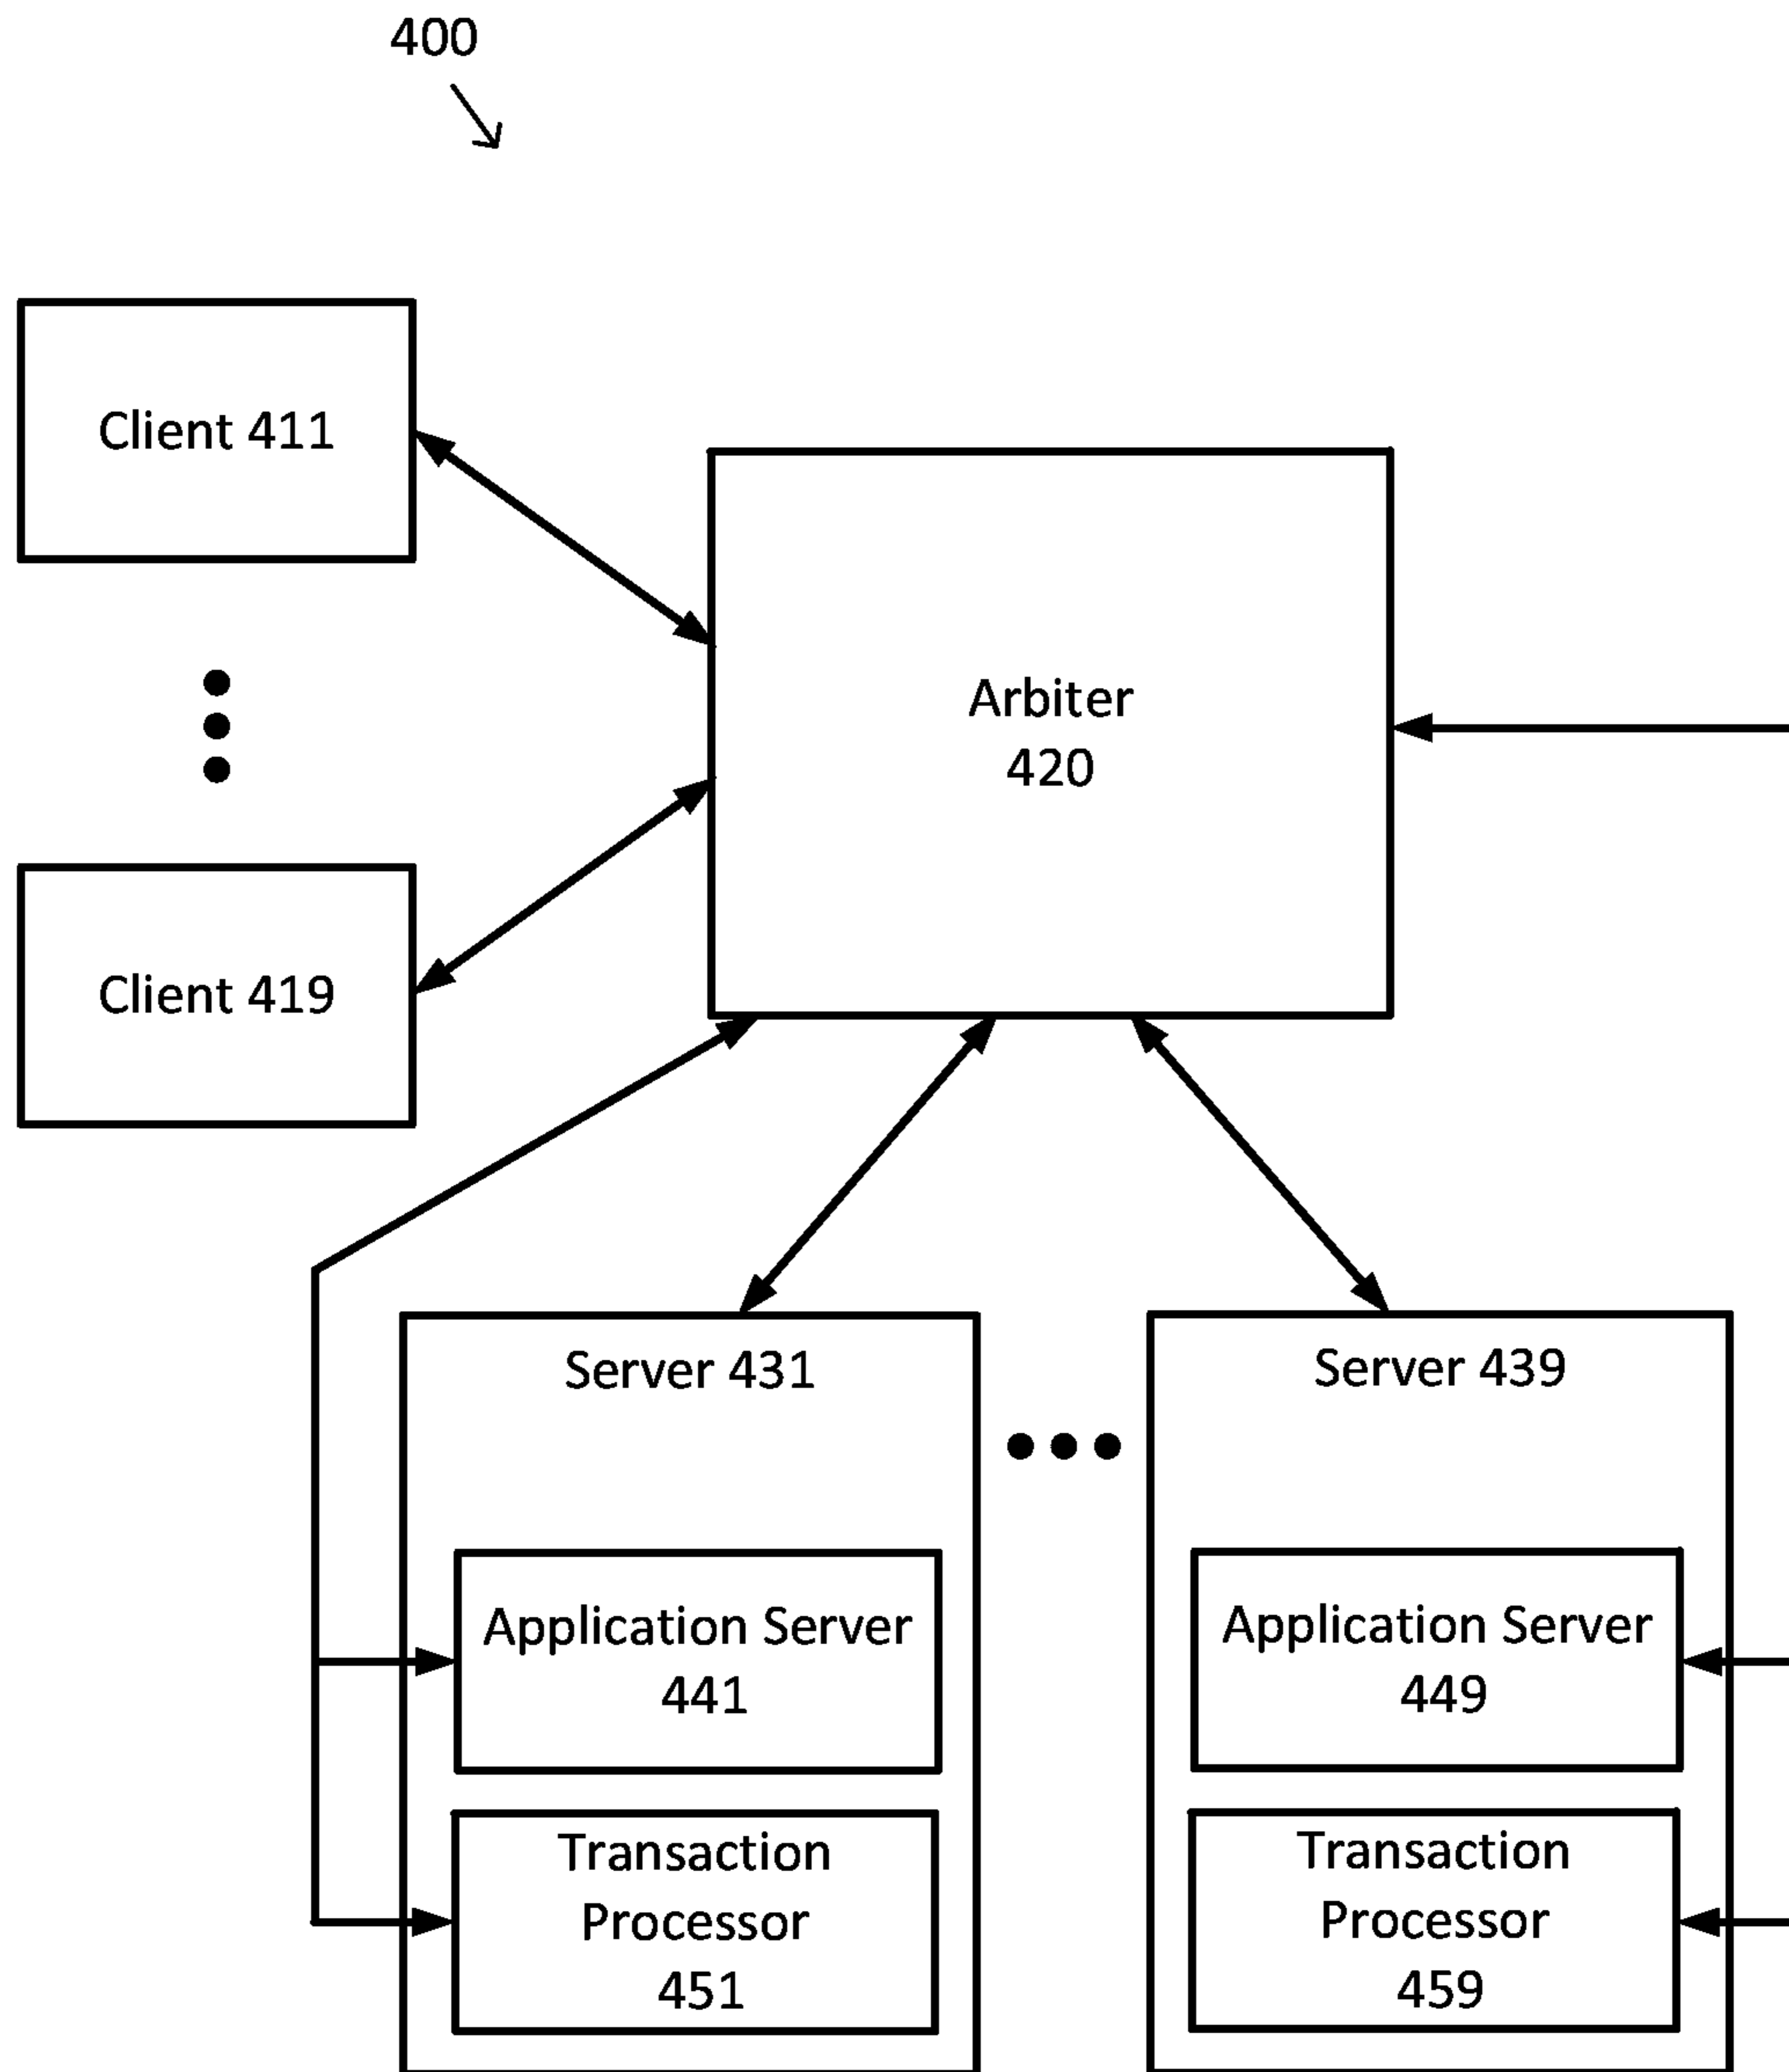 400
Client 411
Arbiter
420
Client 419
Server 431
Server 439
Application Server
441
Application Server
449
Transaction
Processor
451
Transaction
Processor
459